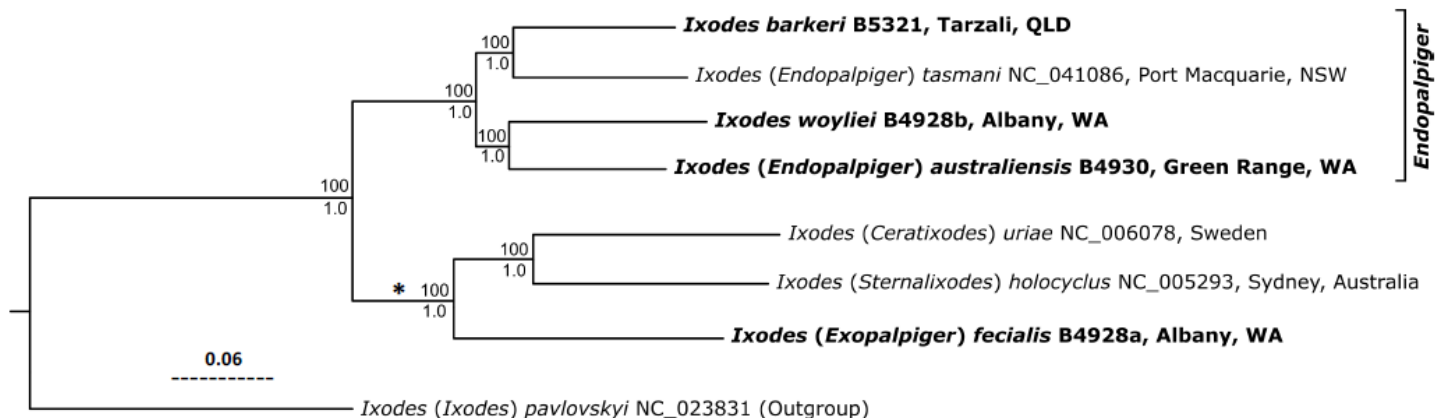 Ixodes barkeri B5321, Tarzali, QLD
100
1.0
Ixodes (Endopalpiger) tasmani NC_041086, Port Macquarie, NSW
100
1.0
Ixodes woyliei B4928b, Albany, WA
100
1.0
Ixodes (Endopalpiger) australiensis B4930, Green Range, WA
Endopalpiger
100
1.0
Ixodes (Ceratixodes) uriae NC_006078, Sweden
100
1.0
Ixodes (Sternalixodes) holocyclus NC_005293, Sydney, Australia
* 100
1.0
Ixodes (Exopalpiger) fecialis B4928a, Albany, WA
0.06
Ixodes (Ixodes) pavlovskyi NC_023831 (Outgroup)